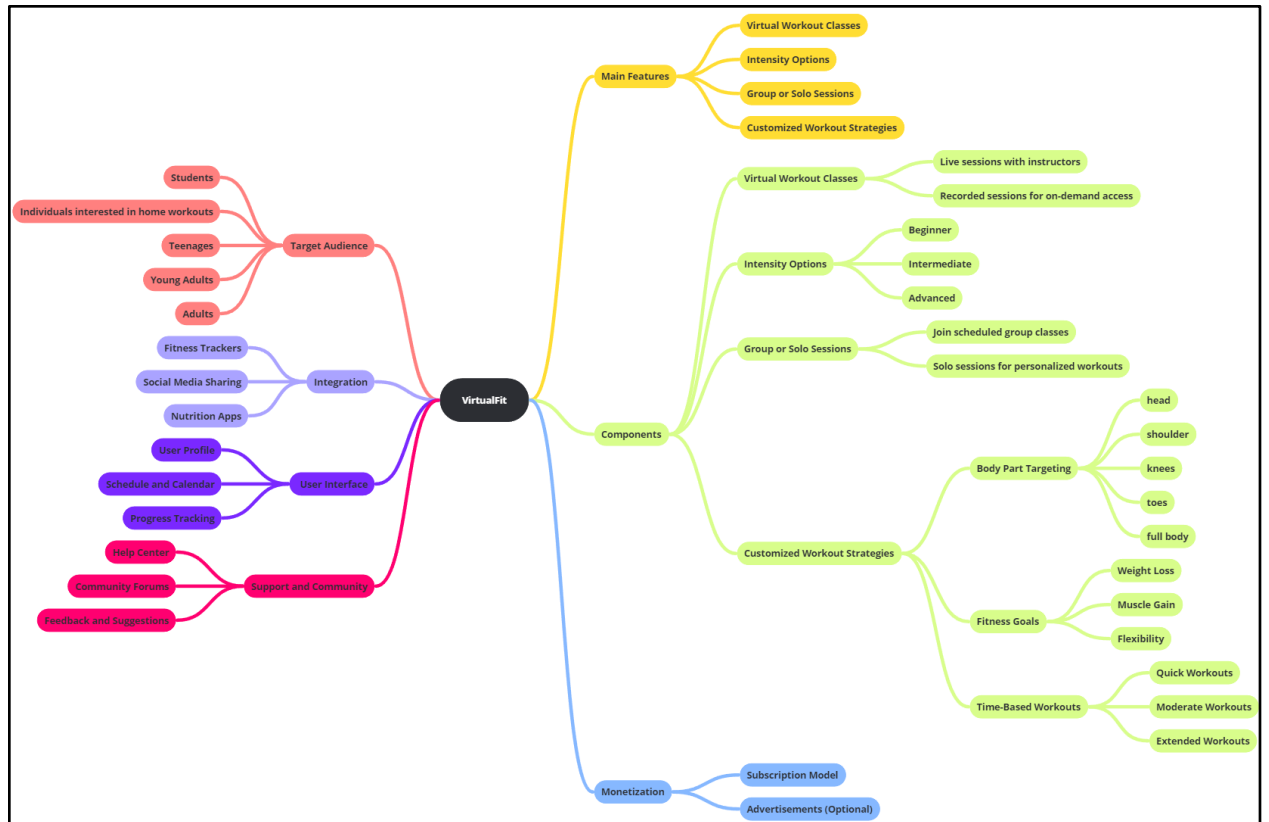 VirtualFit
Main Features
Virtual Workout Classes
Intensity Options
Group or Solo Sessions
Customized Workout Strategies
Components
Virtual Workout Classes
Live sessions with instructors
Recorded sessions for on-demand access
Intensity Options
Beginner
Intermediate
Advanced
Group or Solo Sessions
Join scheduled group classes
Solo sessions for personalized workouts
Customized Workout Strategies
Body Part Targeting
head
shoulder
knees
toes
full body
Fitness Goals
Weight Loss
Muscle Gain
Flexibility
Time-Based Workouts
Quick Workouts
Moderate Workouts
Extended Workouts
Monetization
Subscription Model
Advertisements (Optional)
Target Audience
Students
Individuals interested in home workouts
Teenages
Young Adults
Adults
Integration
Fitness Trackers
Social Media Sharing
Nutrition Apps
User Interface
User Profile
Schedule and Calendar
Progress Tracking
Support and Community
Help Center
Community Forums
Feedback and Suggestions